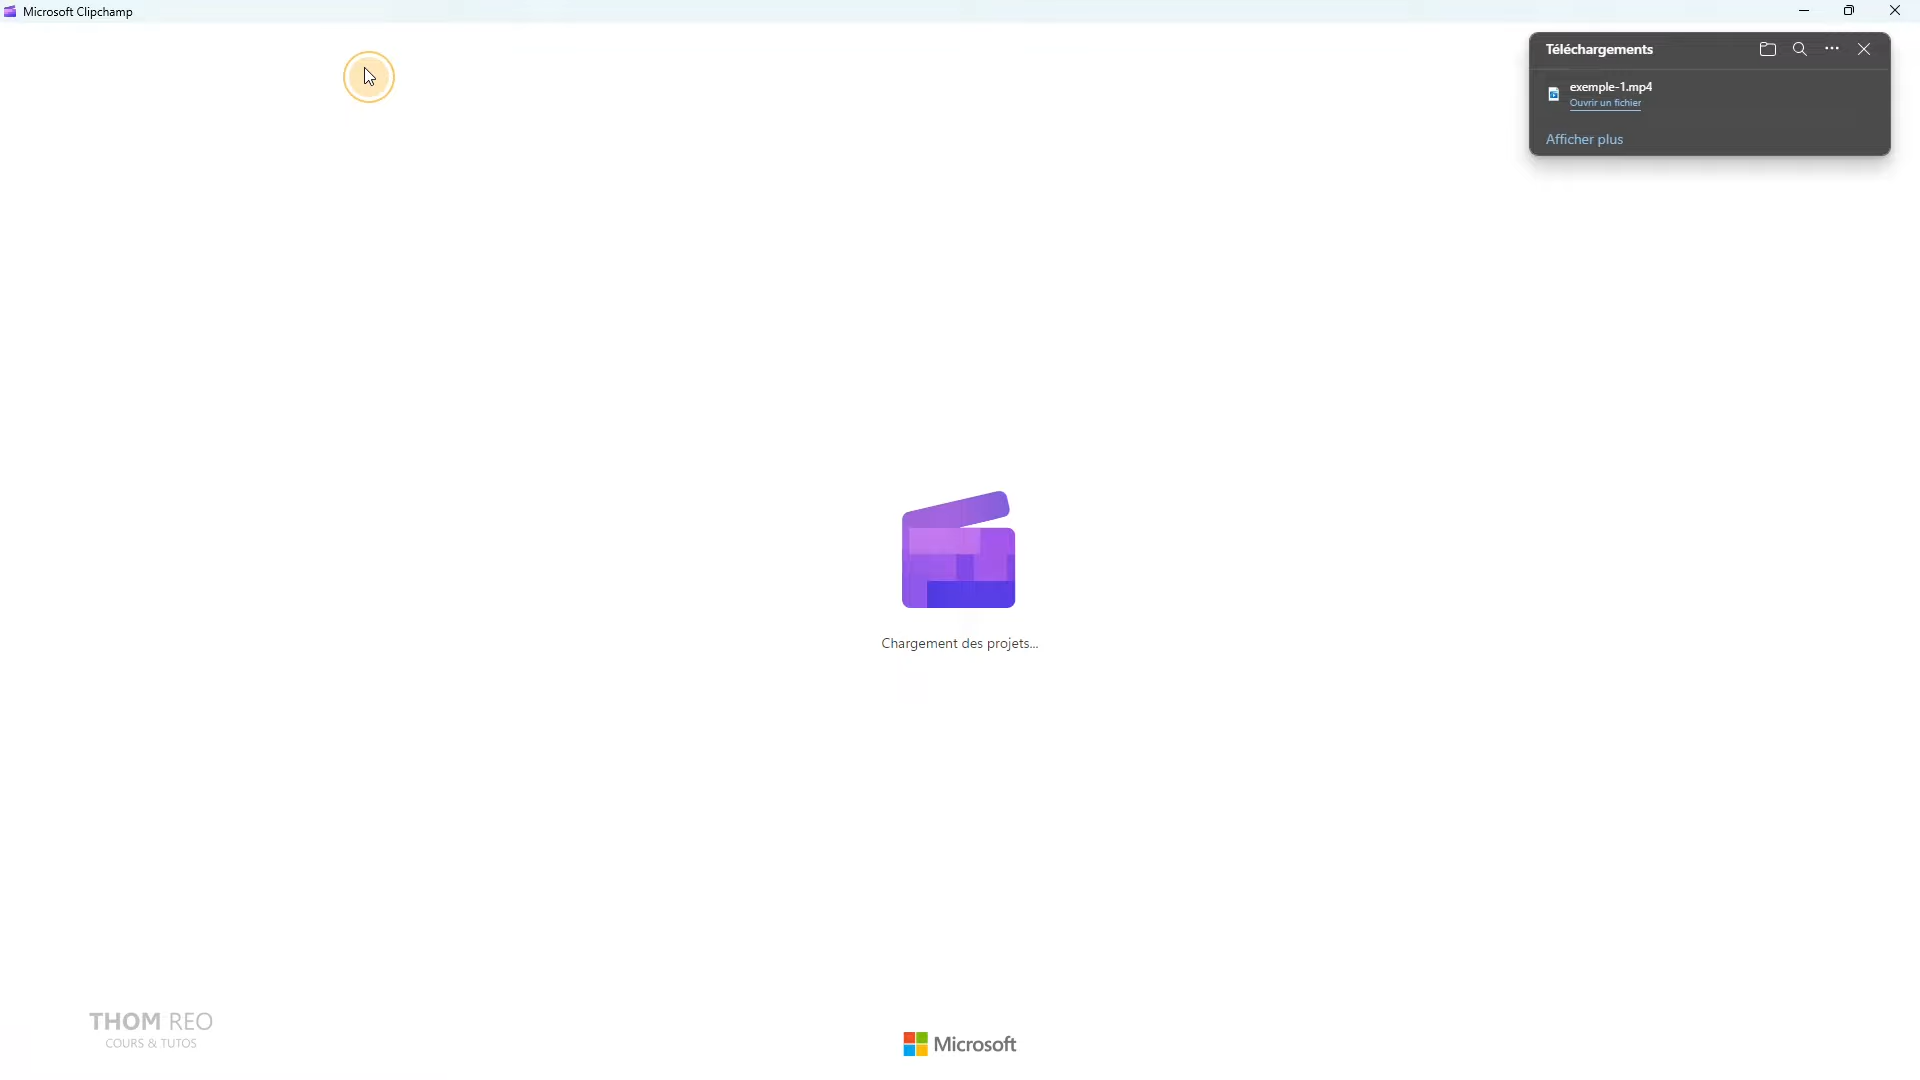 Microsoft Clipchamp
Téléchargements
exemple-1.mp4
Ouvrir un fichier
Afficher plus
Chargement des projets...
THOM REO
COURS & TUTOS
Microsoft